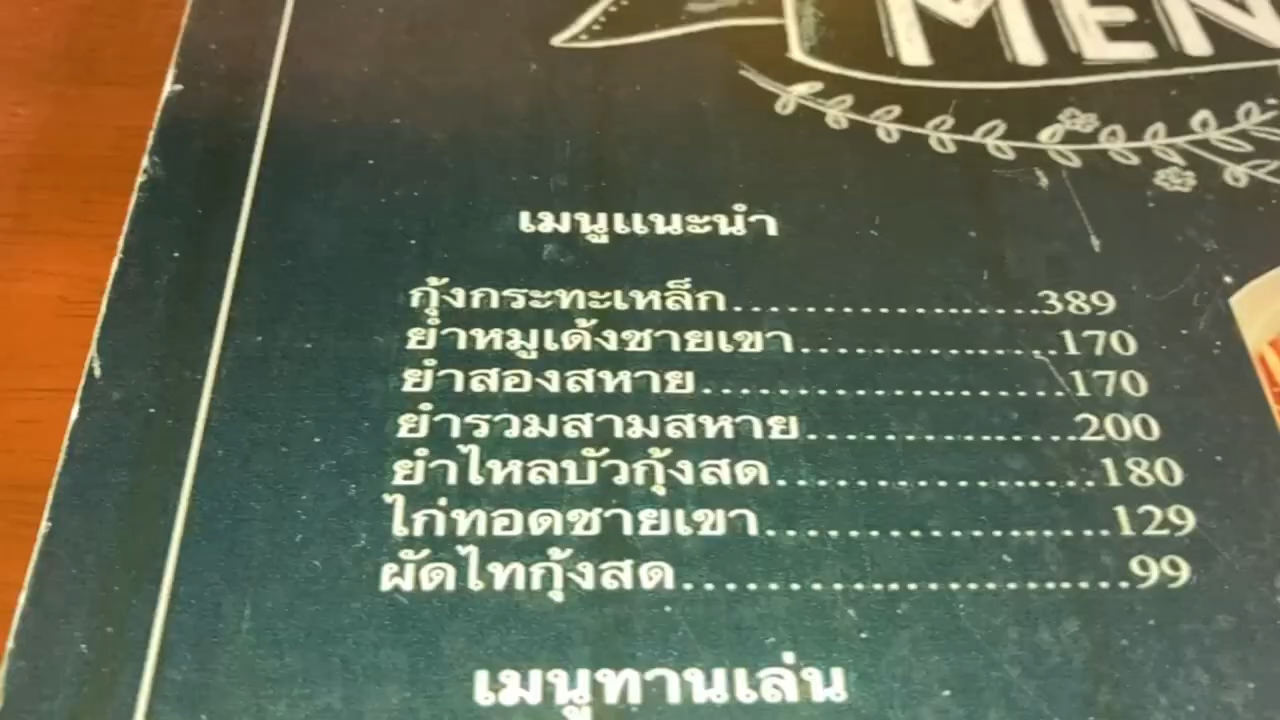 MEN
เมนูแนะนำ
กุ้งกระทะเหล็ก....................389
ยำหมูเด้งชายเขา.................170
ยำสองสหาย........................170
ยำรวมสามสหาย..................200
ยำไหลบัวกุ้งสด.....................180
ไก่ทอดชายเขา......................129
ผัดไทกุ้งสด...........................99
เมนูทานเล่น